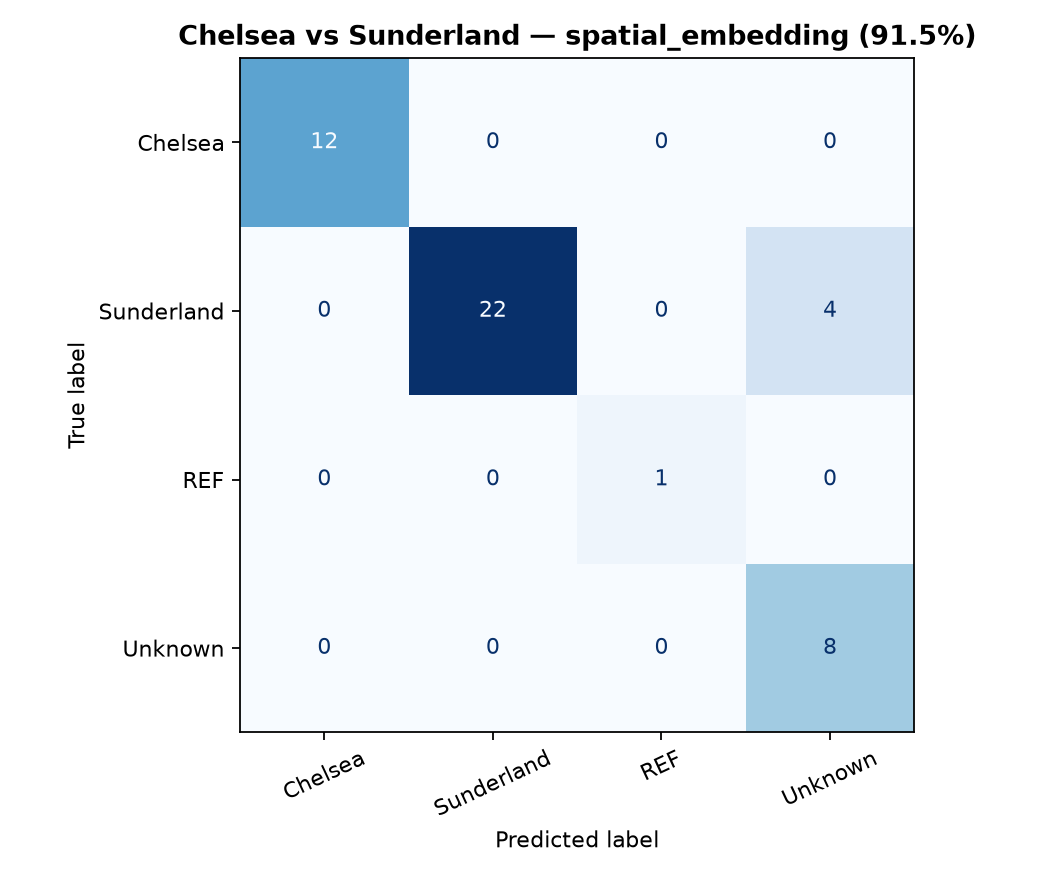 Chelsea vs Sunderland — spatial_embedding (91.5%)
Chelsea 12 0 0 0
Sunderland 0 22 0 4
True label
REF 0 0 1 0
Unknown 0 0 0 8
Chelsea Sunderland REF Unknown
Predicted label